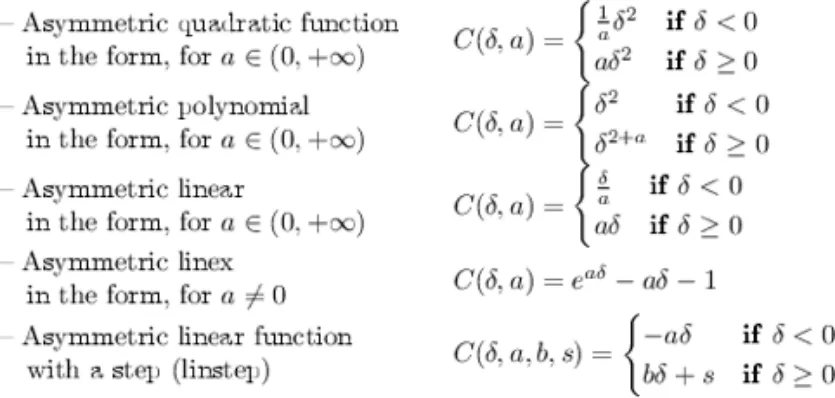 – Asymmetric quadratic function
in the form, for a ∈ (0, +∞)
C(δ, a) = { 1/a δ² if δ < 0
aδ² if δ ≥ 0
– Asymmetric polynomial
in the form, for a ∈ (0, +∞)
C(δ, a) = { δ² if δ < 0
δ²⁺ᵃ if δ ≥ 0
– Asymmetric linear
in the form, for a ∈ (0, +∞)
C(δ, a) = { δ/a if δ < 0
aδ if δ ≥ 0
– Asymmetric linex
in the form, for a ≠ 0
C(δ, a) = e^{aδ} − aδ − 1
– Asymmetric linear function
with a step (linstep)
C(δ, a, b, s) = { −aδ if δ < 0
bδ + s if δ ≥ 0